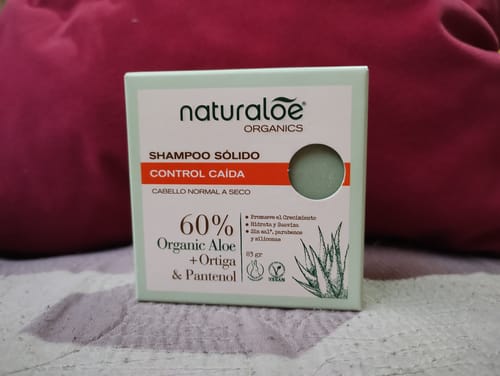 naturaloe®
ORGANICS
SHAMPOO SÓLIDO
CONTROL CAÍDA
CABELLO NORMAL A SECO
60%
Organic Aloe
+ Ortiga
& Pantenol
• Promueve el Crecimiento
• Hidrata y Suaviza
• Sin sal*, parabenos
y siliconas
83 gr
VEGAN